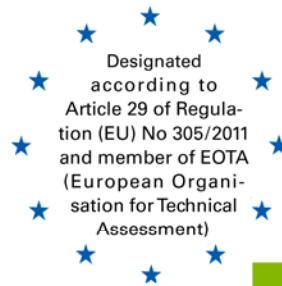 Designated
according to
Article 29 of Regula-
tion (EU) No 305/2011
and member of EOTA
(European Organi-
sation for Technical
Assessment)